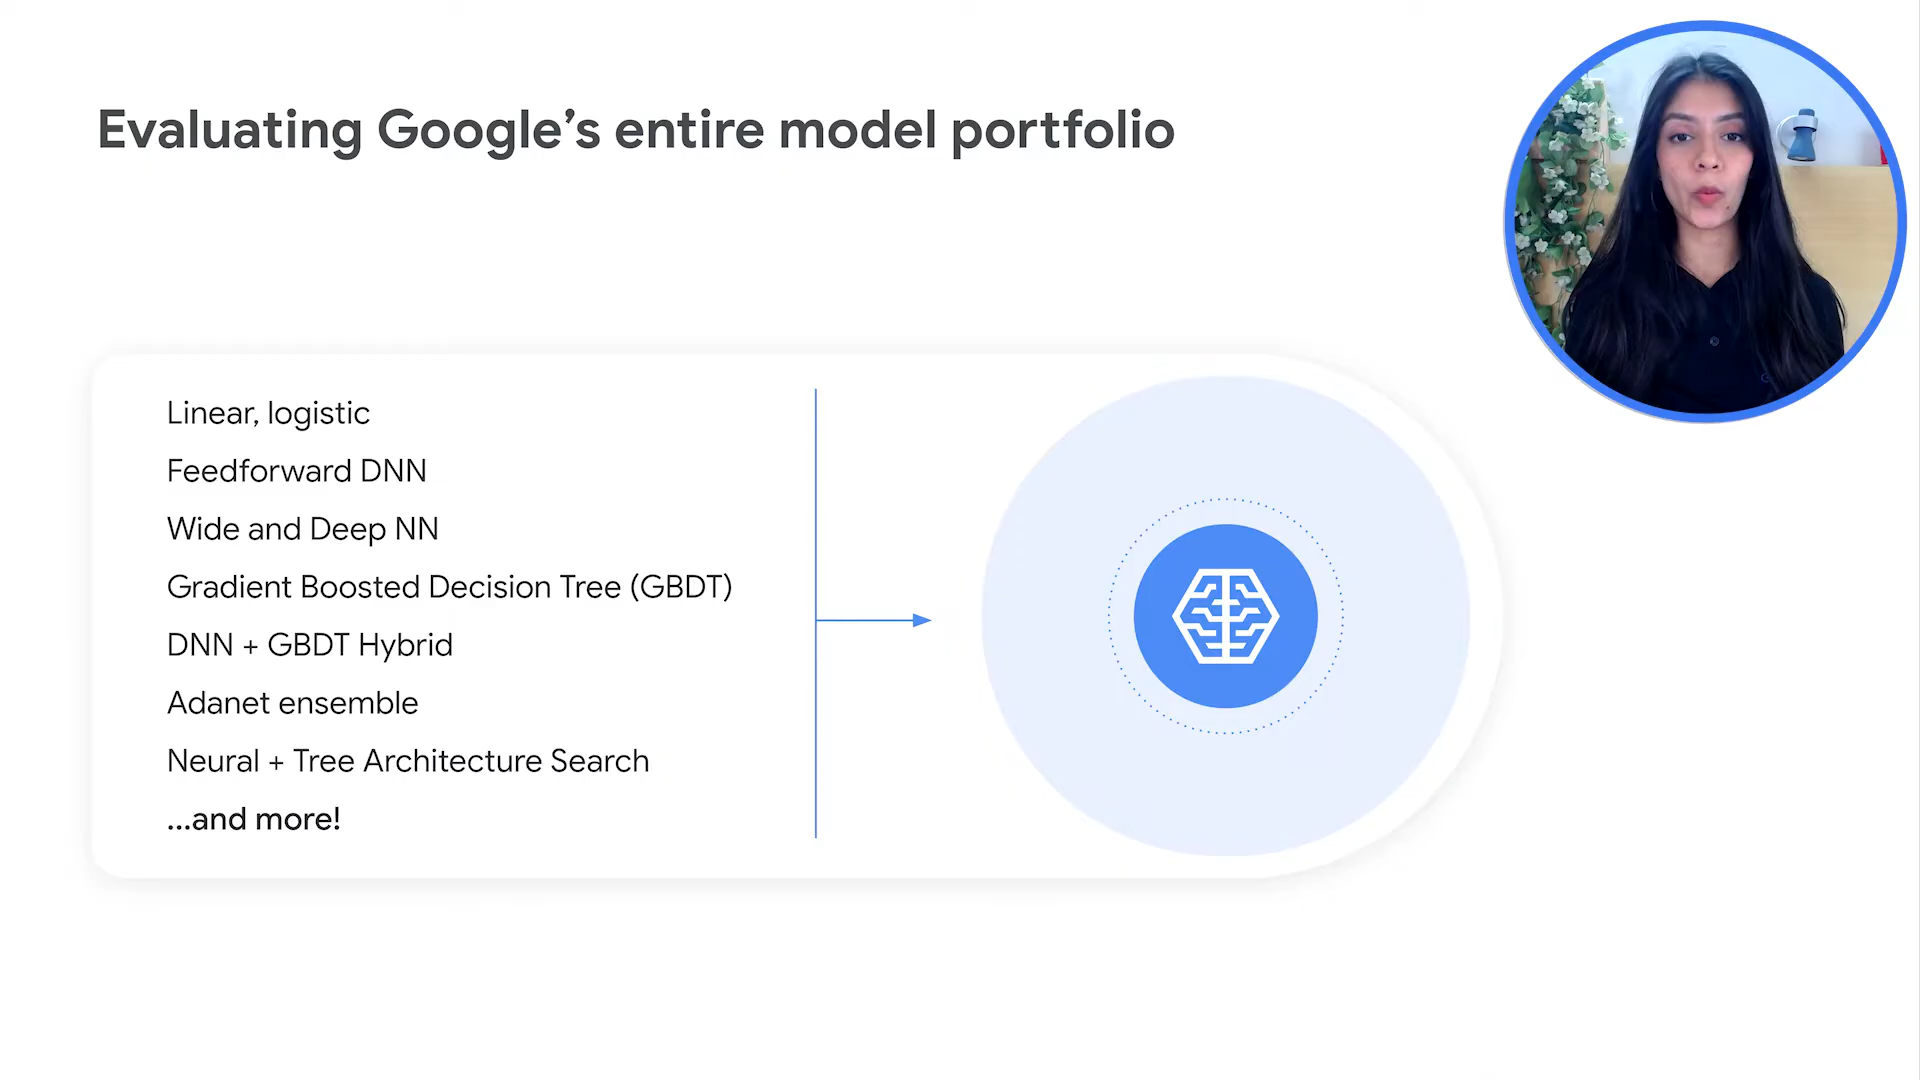 Evaluating Google’s entire model portfolio
Linear, logistic
Feedforward DNN
Wide and Deep NN
Gradient Boosted Decision Tree (GBDT)
DNN + GBDT Hybrid
Adanet ensemble
Neural + Tree Architecture Search
...and more!